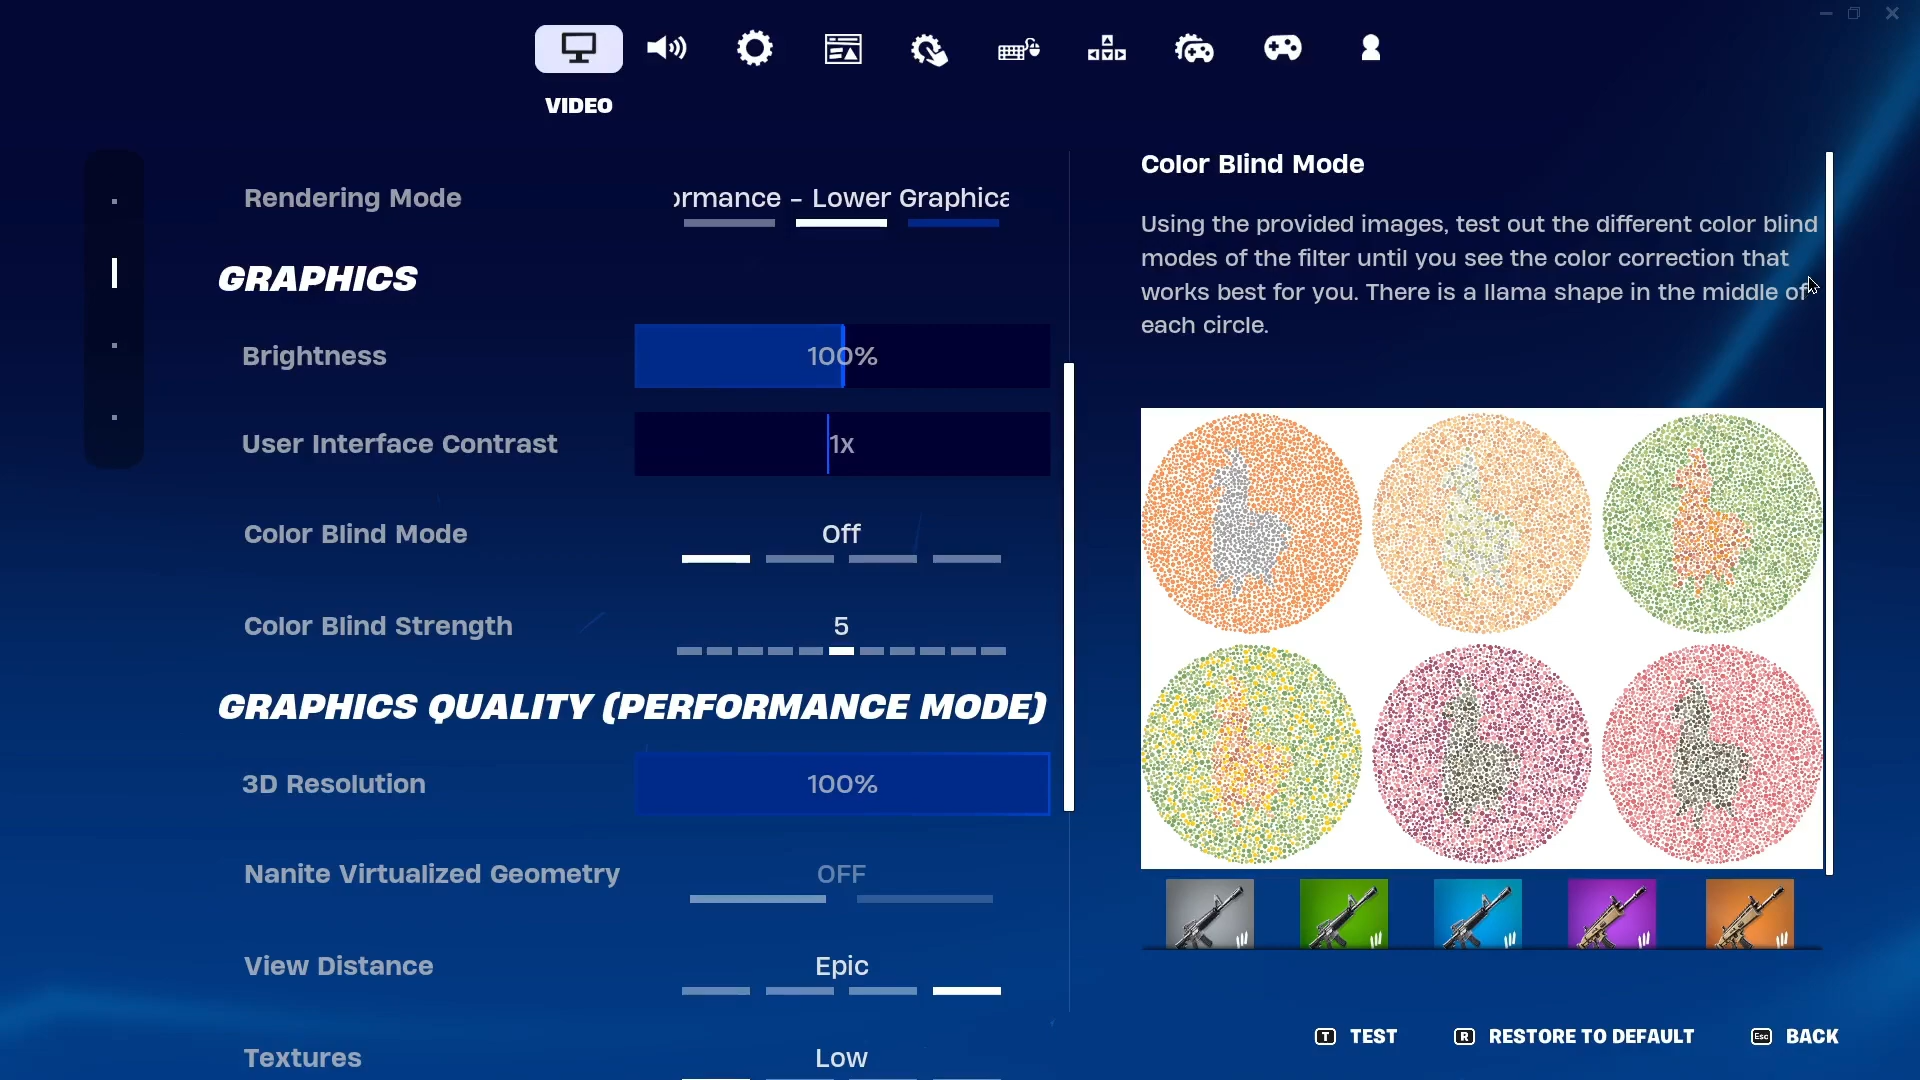 VIDEO
Rendering Mode
ormance - Lower Graphica
GRAPHICS
Brightness
100%
User Interface Contrast
1x
Color Blind Mode
Off
Color Blind Strength
5
GRAPHICS QUALITY (PERFORMANCE MODE)
3D Resolution
100%
Nanite Virtualized Geometry
OFF
View Distance
Epic
Textures
Low
Color Blind Mode
Using the provided images, test out the different color blind
modes of the filter until you see the color correction that
works best for you. There is a llama shape in the middle of
each circle.
T TEST
R RESTORE TO DEFAULT
Esc BACK